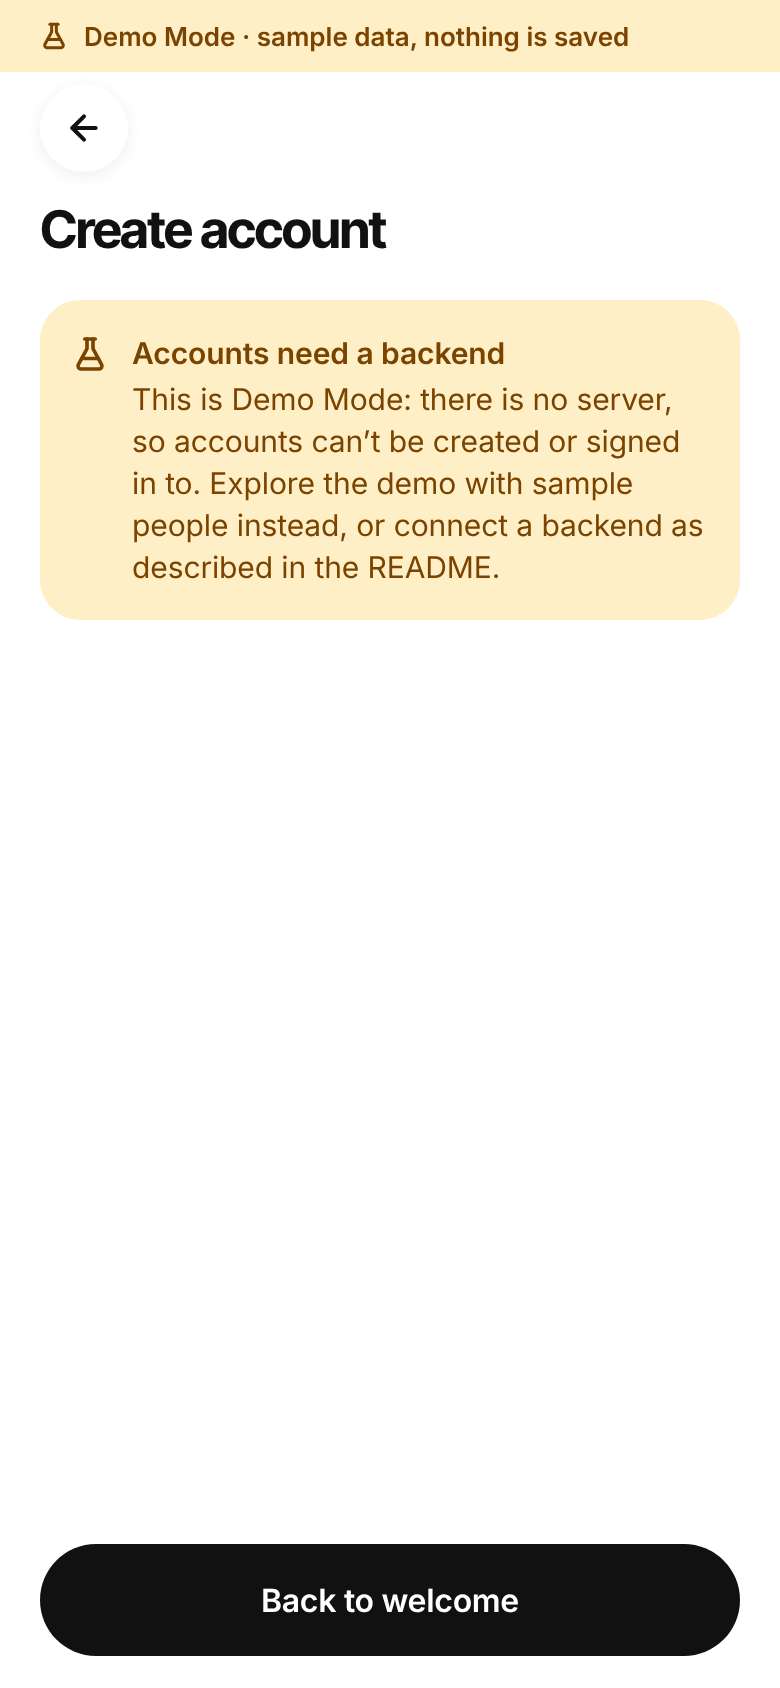 Demo Mode · sample data, nothing is saved
Create account
Accounts need a backend
This is Demo Mode: there is no server,
so accounts can’t be created or signed
in to. Explore the demo with sample
people instead, or connect a backend as
described in the README.
Back to welcome